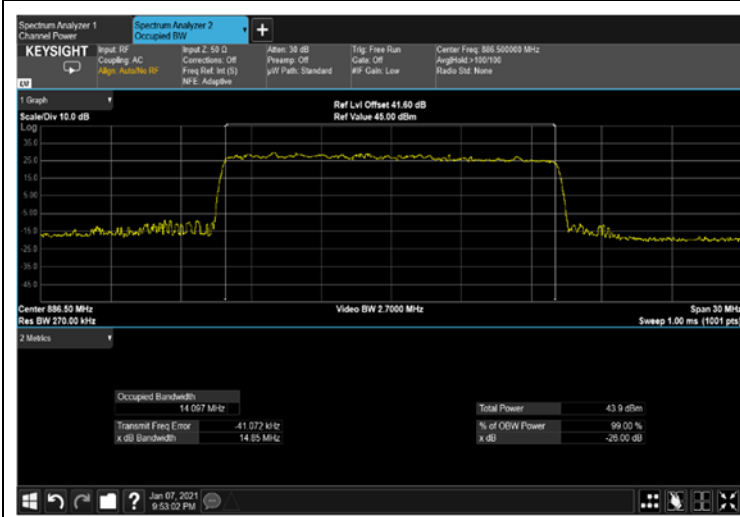 Spectrum Analyzer 1
Channel Power
Spectrum Analyzer 2
Occupied BW
+
KEYSIGHT
Input: RF
Coupling: AC
Align: Auto/No RF
Input Z: 50 Ω
Corrections: Off
Freq Ref: Int (S)
NFE: Adaptive
Atten: 30 dB
Preamp: Off
µW Path: Standard
Trig: Free Run
Gate: Off
#IF Gain: Low
Center Freq: 886.500000 MHz
Avg|Hold:>100/100
Radio Std: None
1 Graph
Scale/Div 10.0 dB
Ref Lvl Offset 41.60 dB
Ref Value 45.00 dBm
Log
35.0
25.0
15.0
5.00
-5.00
-15.0
-25.0
-35.0
-45.0
Center 886.50 MHz
Res BW 270.00 kHz
Video BW 2.7000 MHz
Span 30 MHz
Sweep 1.00 ms (1001 pts)
2 Metrics
Occupied Bandwidth
14.097 MHz
Transmit Freq Error -41.072 kHz
x dB Bandwidth 14.85 MHz
Total Power 43.9 dBm
% of OBW Power 99.00 %
x dB -26.00 dB
?
Jan 07, 2021
9:53:02 PM